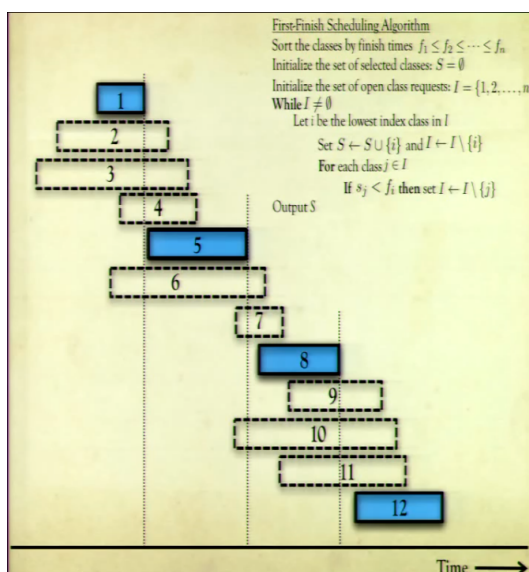 First-Finish Scheduling Algorithm
Sort the classes by finish times f₁ ≤ f₂ ≤ ⋯ ≤ fₙ
Initialize the set of selected classes: S = ∅
Initialize the set of open class requests: I = {1, 2, …, n
While I ≠ ∅
Let i be the lowest index class in I
Set S ← S ∪ {i} and I ← I \ {i}
For each class j ∈ I
If sⱼ < fᵢ then set I ← I \ {j}
Output S
1
2
3
4
5
6
7
8
9
10
11
12
Time